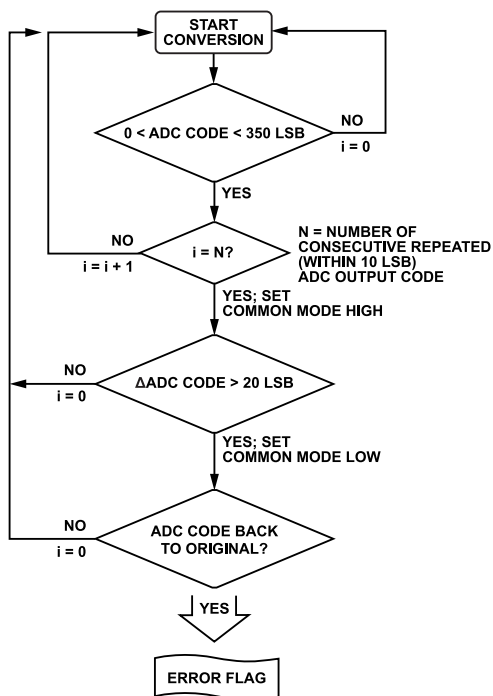 START
CONVERSION
0 < ADC CODE < 350 LSB
NO
i = 0
YES
i = N?
NO
i = i + 1
N = NUMBER OF
CONSECUTIVE REPEATED
(WITHIN 10 LSB)
ADC OUTPUT CODE
YES; SET
COMMON MODE HIGH
ΔADC CODE > 20 LSB
NO
i = 0
YES; SET
COMMON MODE LOW
ADC CODE BACK
TO ORIGINAL?
NO
i = 0
YES
ERROR FLAG